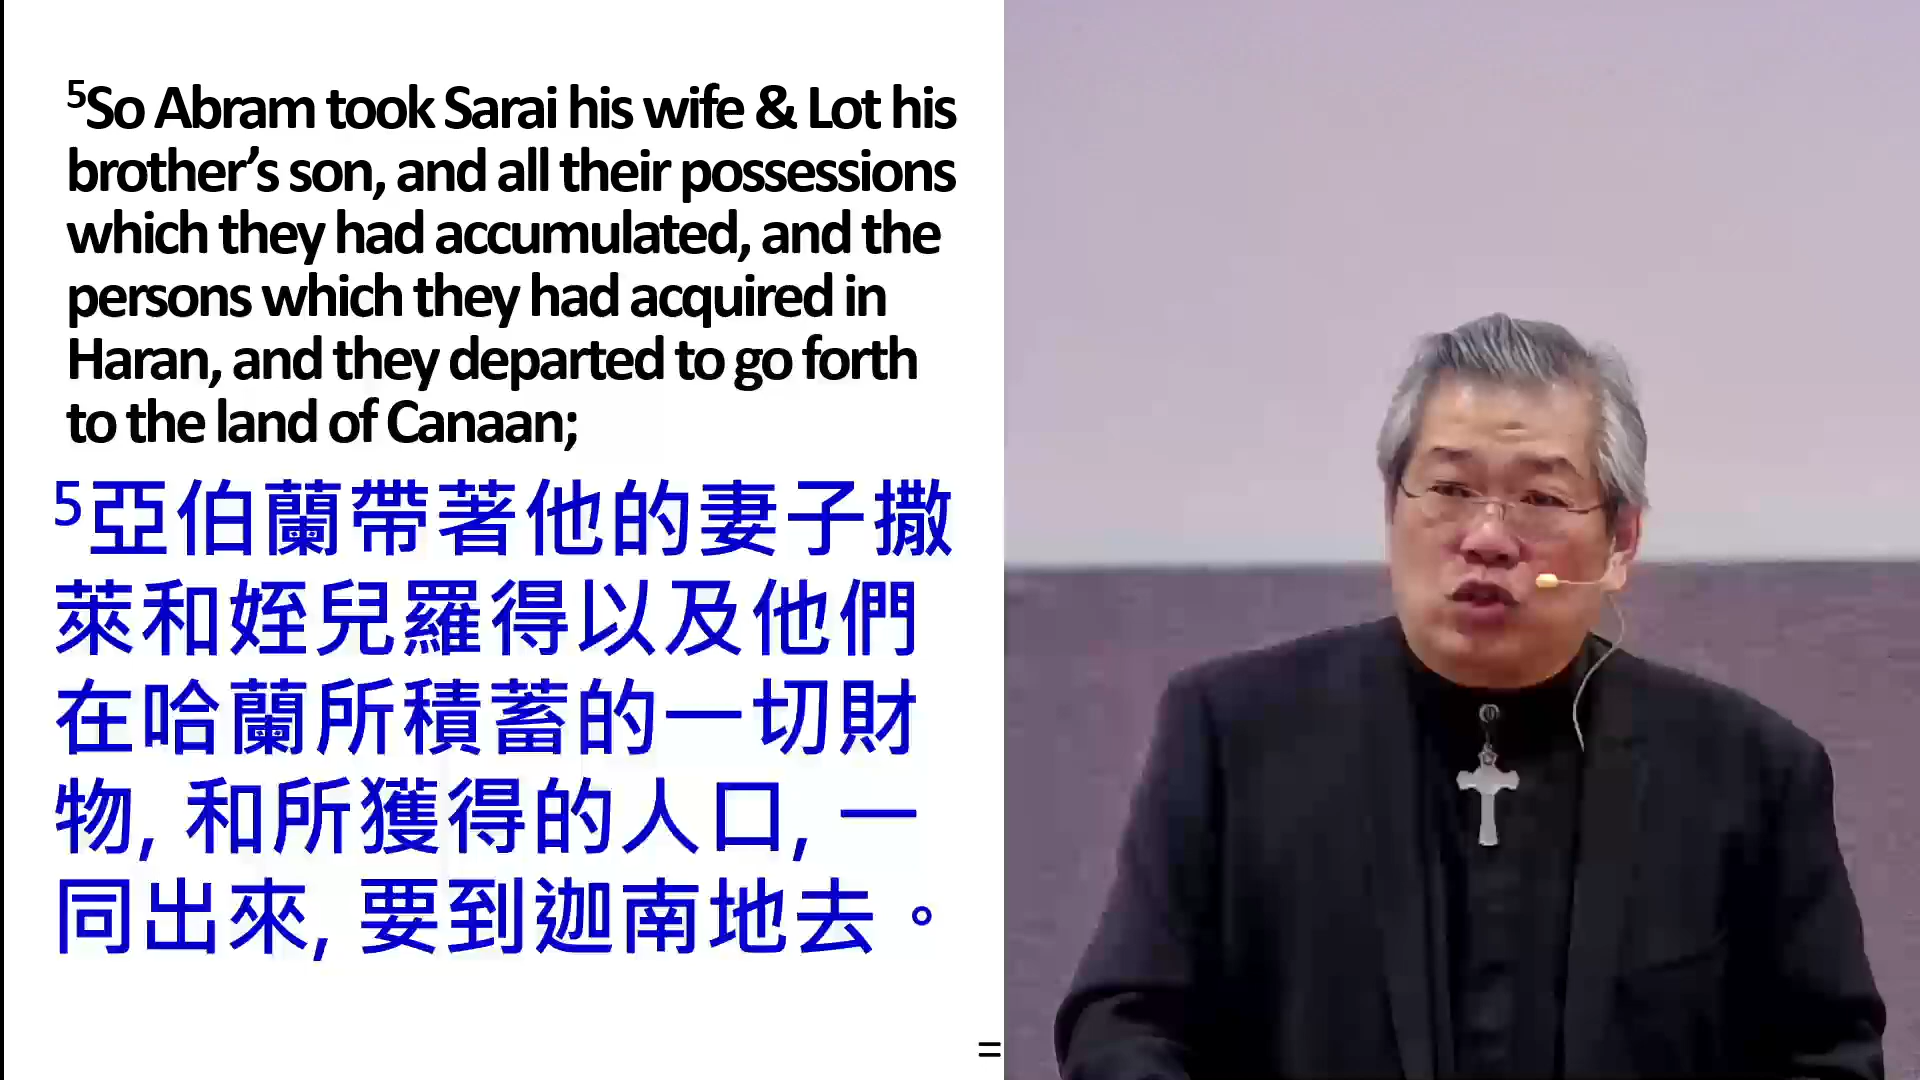 5So Abram took Sarai his wife & Lot his
brother’s son, and all their possessions
which they had accumulated, and the
persons which they had acquired in
Haran, and they departed to go forth
to the land of Canaan;
5亞伯蘭帶著他的妻子撒
萊和姪兒羅得以及他們
在哈蘭所積蓄的一切財
物, 和所獲得的人口, 一
同出來, 要到迦南地去。
=